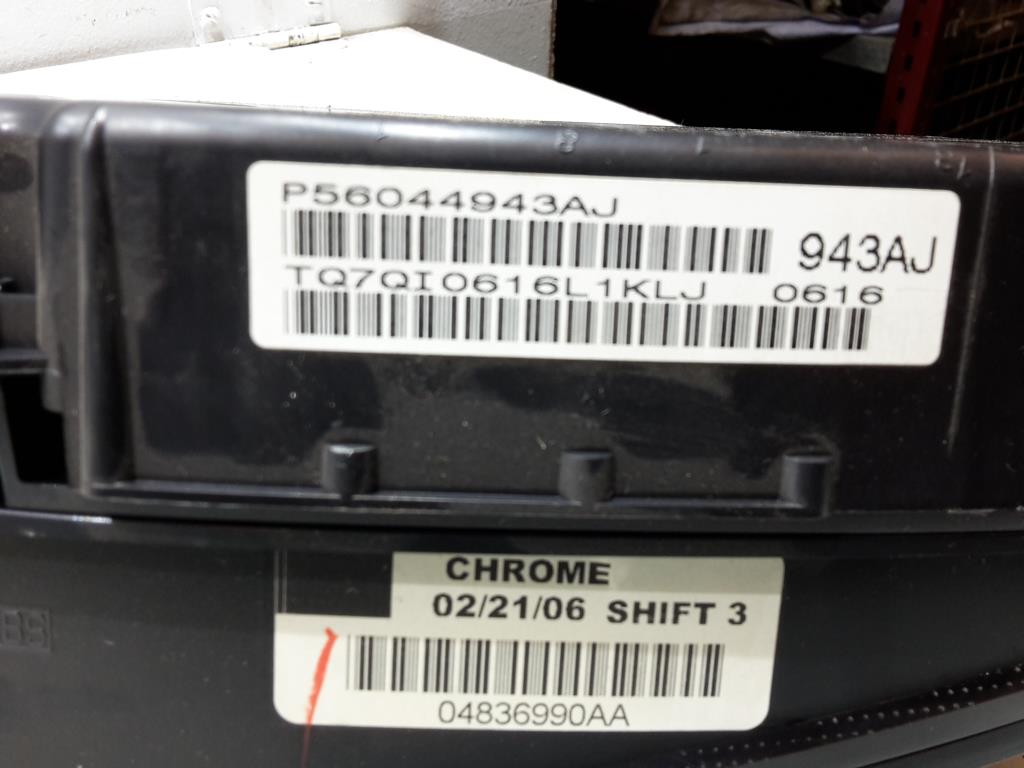 P56044943AJ
943AJ
TQ7QI0616L1KLJ 0616
CHROME
02/21/06 SHIFT 3
04836990AA